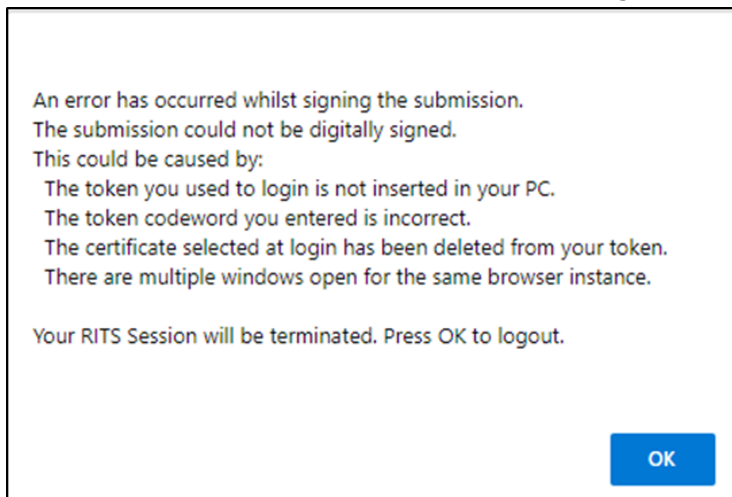 An error has occurred whilst signing the submission.
The submission could not be digitally signed.
This could be caused by:
The token you used to login is not inserted in your PC.
The token codeword you entered is incorrect.
The certificate selected at login has been deleted from your token.
There are multiple windows open for the same browser instance.
Your RITS Session will be terminated. Press OK to logout.
OK